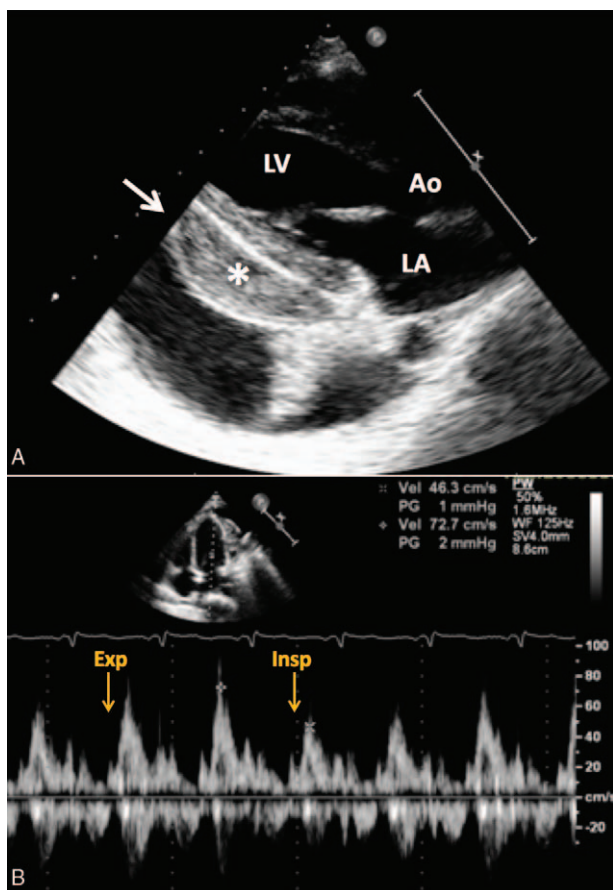 LV
Ao
LA
*
A
Vel 46.3 cm/s
PG 1 mmHg
Vel 72.7 cm/s
PG 2 mmHg
PW
50%
1.6MHz
WF 125Hz
SV4.0mm
8.6cm
Exp
Insp
100
80
60
40
20
cm/s
-20
B